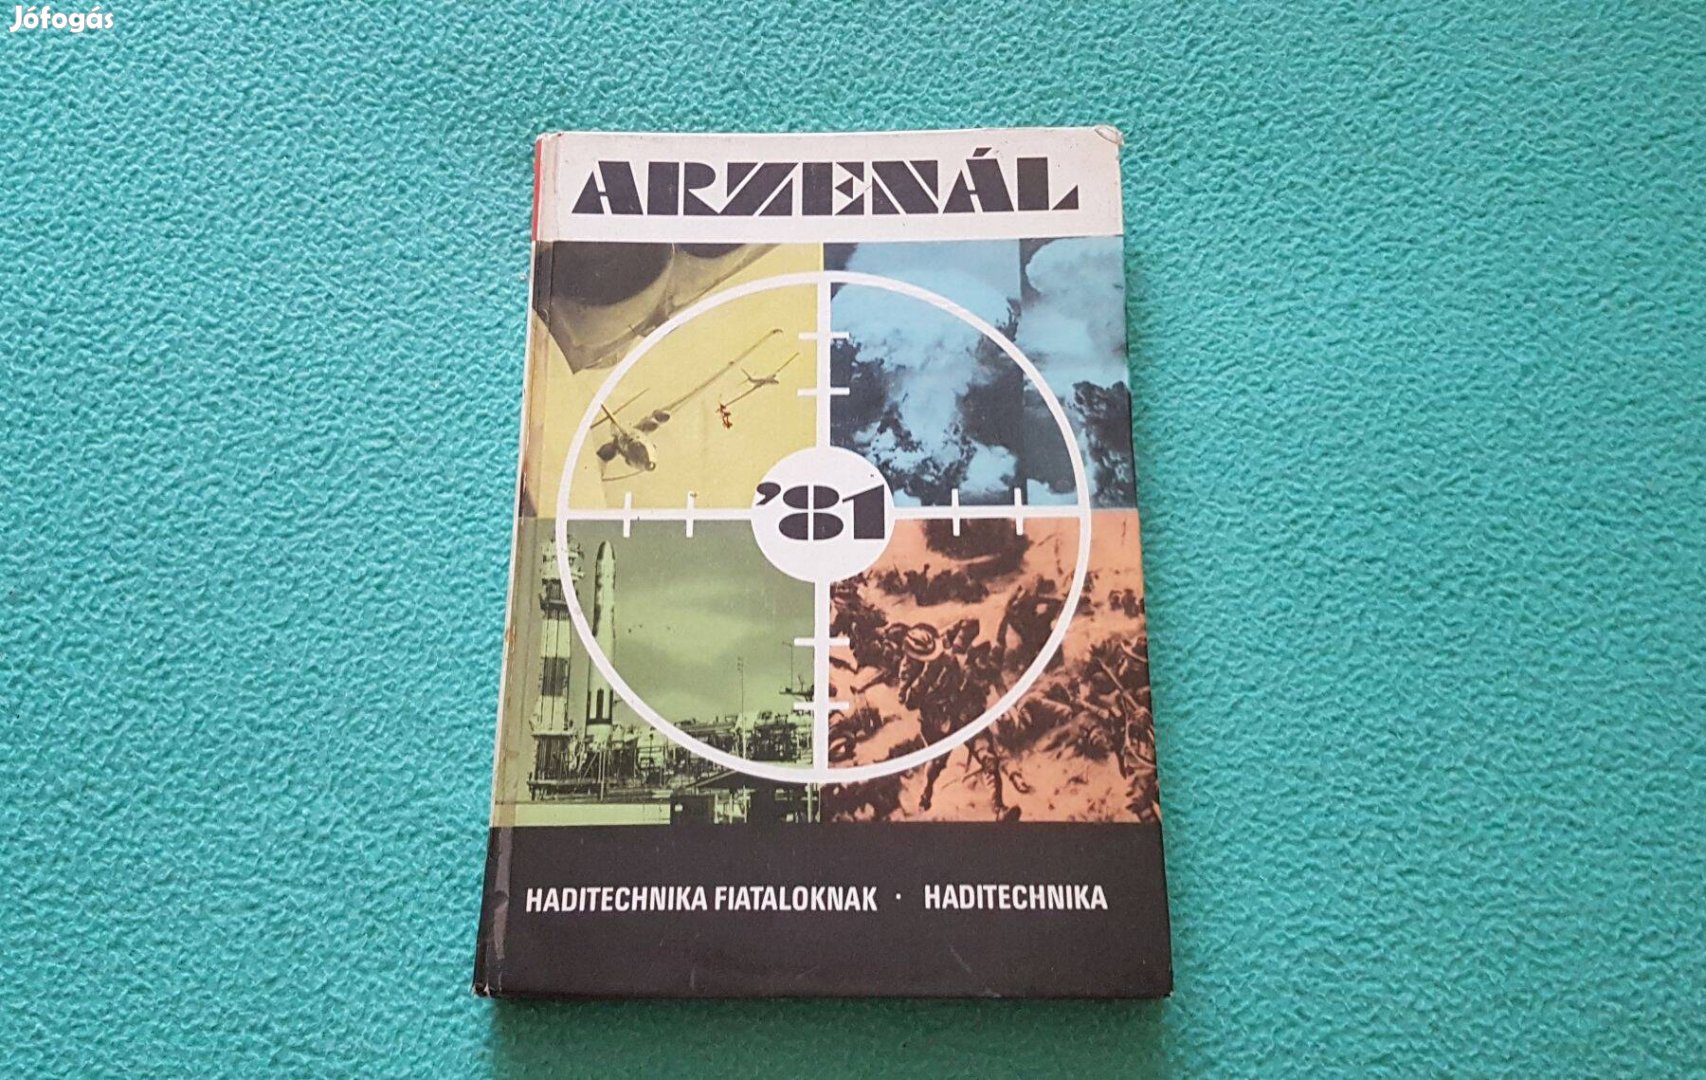 Jófogás
ARZENÁL
'81
HADITECHNIKA FIATALOKNAK · HADITECHNIKA